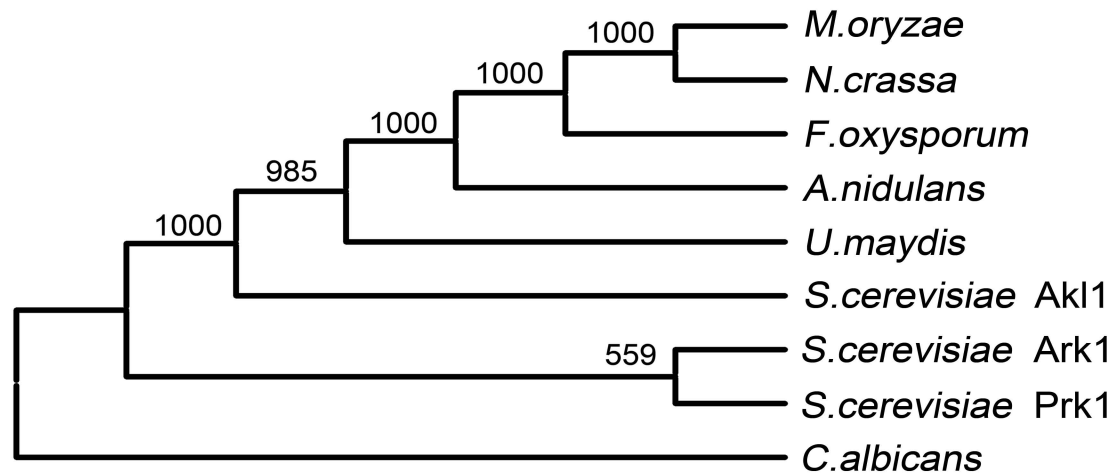 1000 M.oryzae
1000 N.crassa
1000 F.oxysporum
985 A.nidulans
1000 U.maydis
S.cerevisiae Akl1
559 S.cerevisiae Ark1
S.cerevisiae Prk1
C.albicans